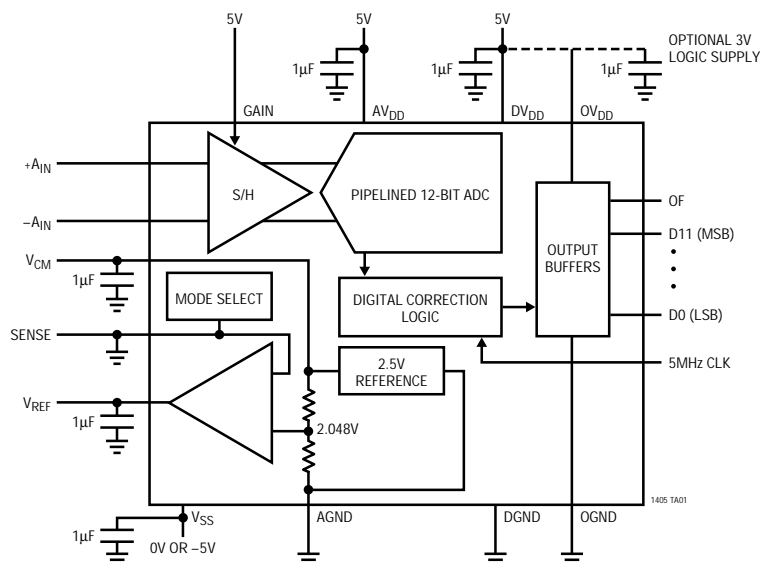 5V
5V
5V
OPTIONAL 3V
LOGIC SUPPLY
1µF
1µF
1µF
GAIN
AVDD
DVDD
OVDD
+AIN
S/H
PIPELINED 12-BIT ADC
OF
–AIN
D11 (MSB)
OUTPUT
BUFFERS
VCM
1µF
MODE SELECT
DIGITAL CORRECTION
LOGIC
D0 (LSB)
SENSE
2.5V
REFERENCE
5MHz CLK
VREF
1µF
2.048V
1405 TA01
VSS
AGND
DGND
OGND
1µF
0V OR –5V